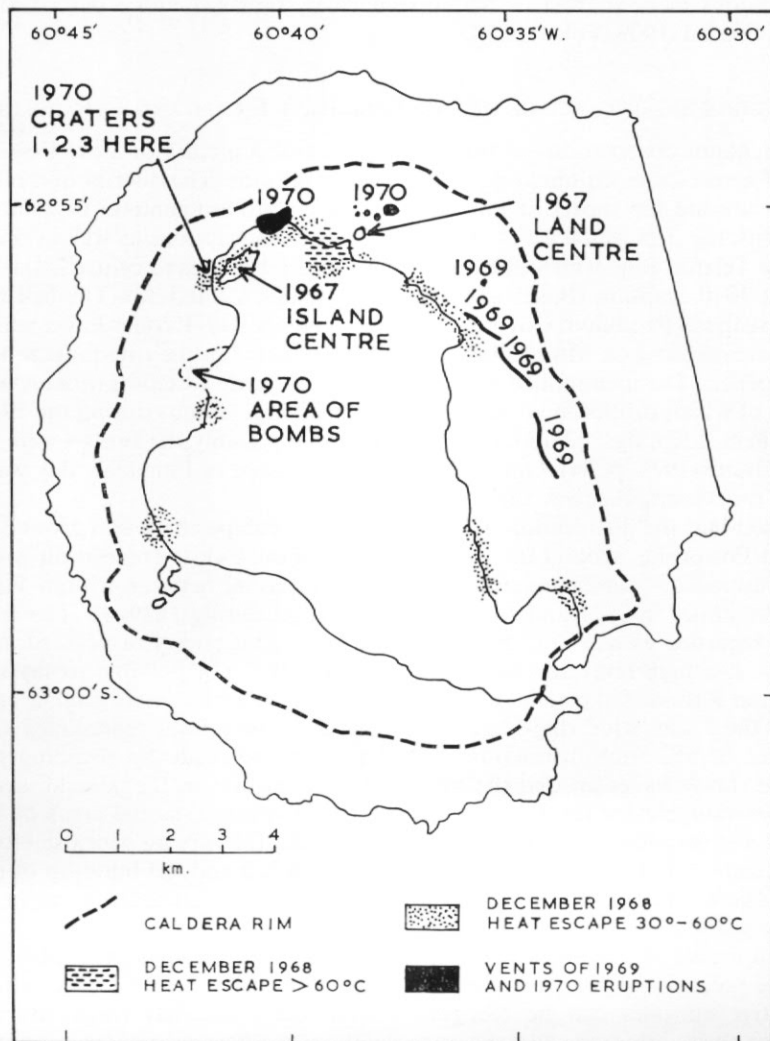 60°45'
60°40'
60°35'W.
60°30'
1970
CRATERS
1,2,3 HERE
62°55'
1970
1970
1967
LAND
CENTRE
1967
ISLAND
CENTRE
1969
1969
1969
1969
1970
AREA OF
BOMBS
63°00'S.
0 1 2 3 4
km.
CALDERA RIM
DECEMBER 1968
HEAT ESCAPE 30°–60°C
DECEMBER 1968
HEAT ESCAPE > 60°C
VENTS OF 1969
AND 1970 ERUPTIONS